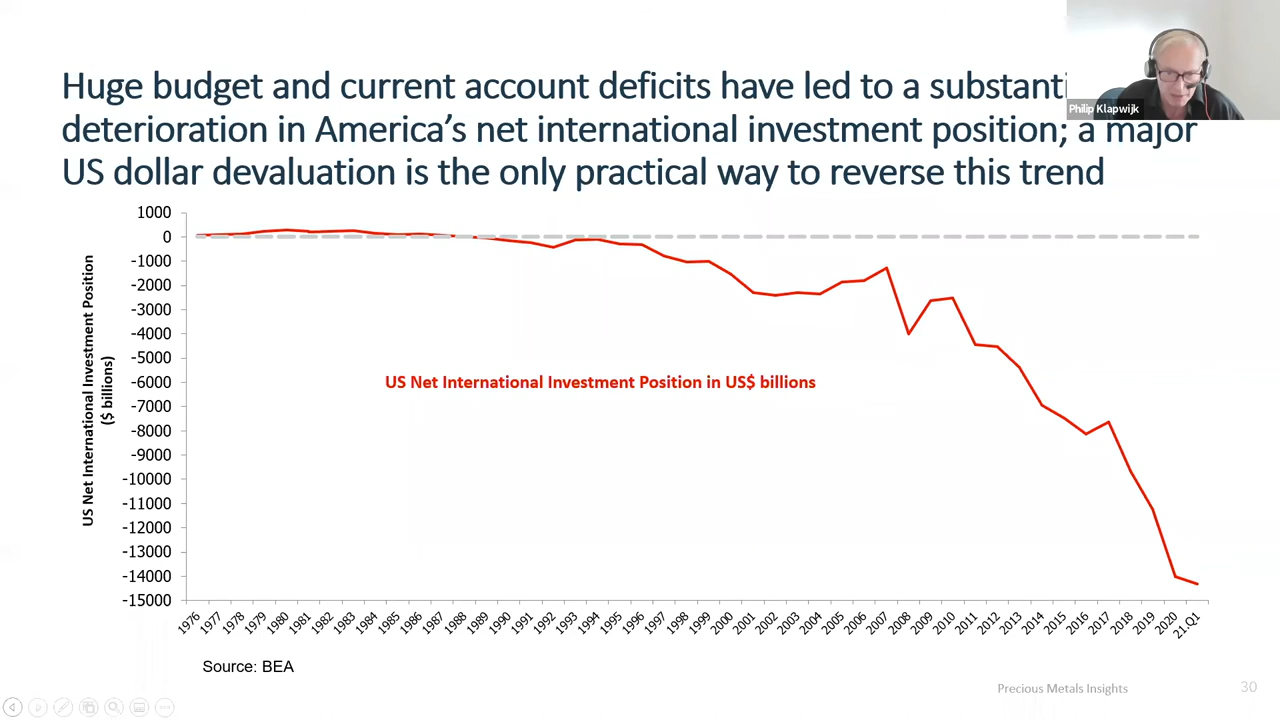 Huge budget and current account deficits have led to a substanti
Philip Klapwijk
deterioration in America's net international investment position; a major
US dollar devaluation is the only practical way to reverse this trend
1000
0
-1000
-2000
-3000
-4000
-5000
-6000
-7000
-8000
-9000
-10000
-11000
-12000
-13000
-14000
-15000
US Net International Investment Position
($ billions)
US Net International Investment Position in US$ billions
1976 1977 1978 1979 1980 1981 1982 1983 1984 1985 1986 1987 1988 1989 1990 1991 1992 1993 1994 1995 1996 1997 1998 1999 2000 2001 2002 2003 2004 2005 2006 2007 2008 2009 2010 2011 2012 2013 2014 2015 2016 2017 2018 2019 2020 21.Q1
Source: BEA
Precious Metals Insights
30